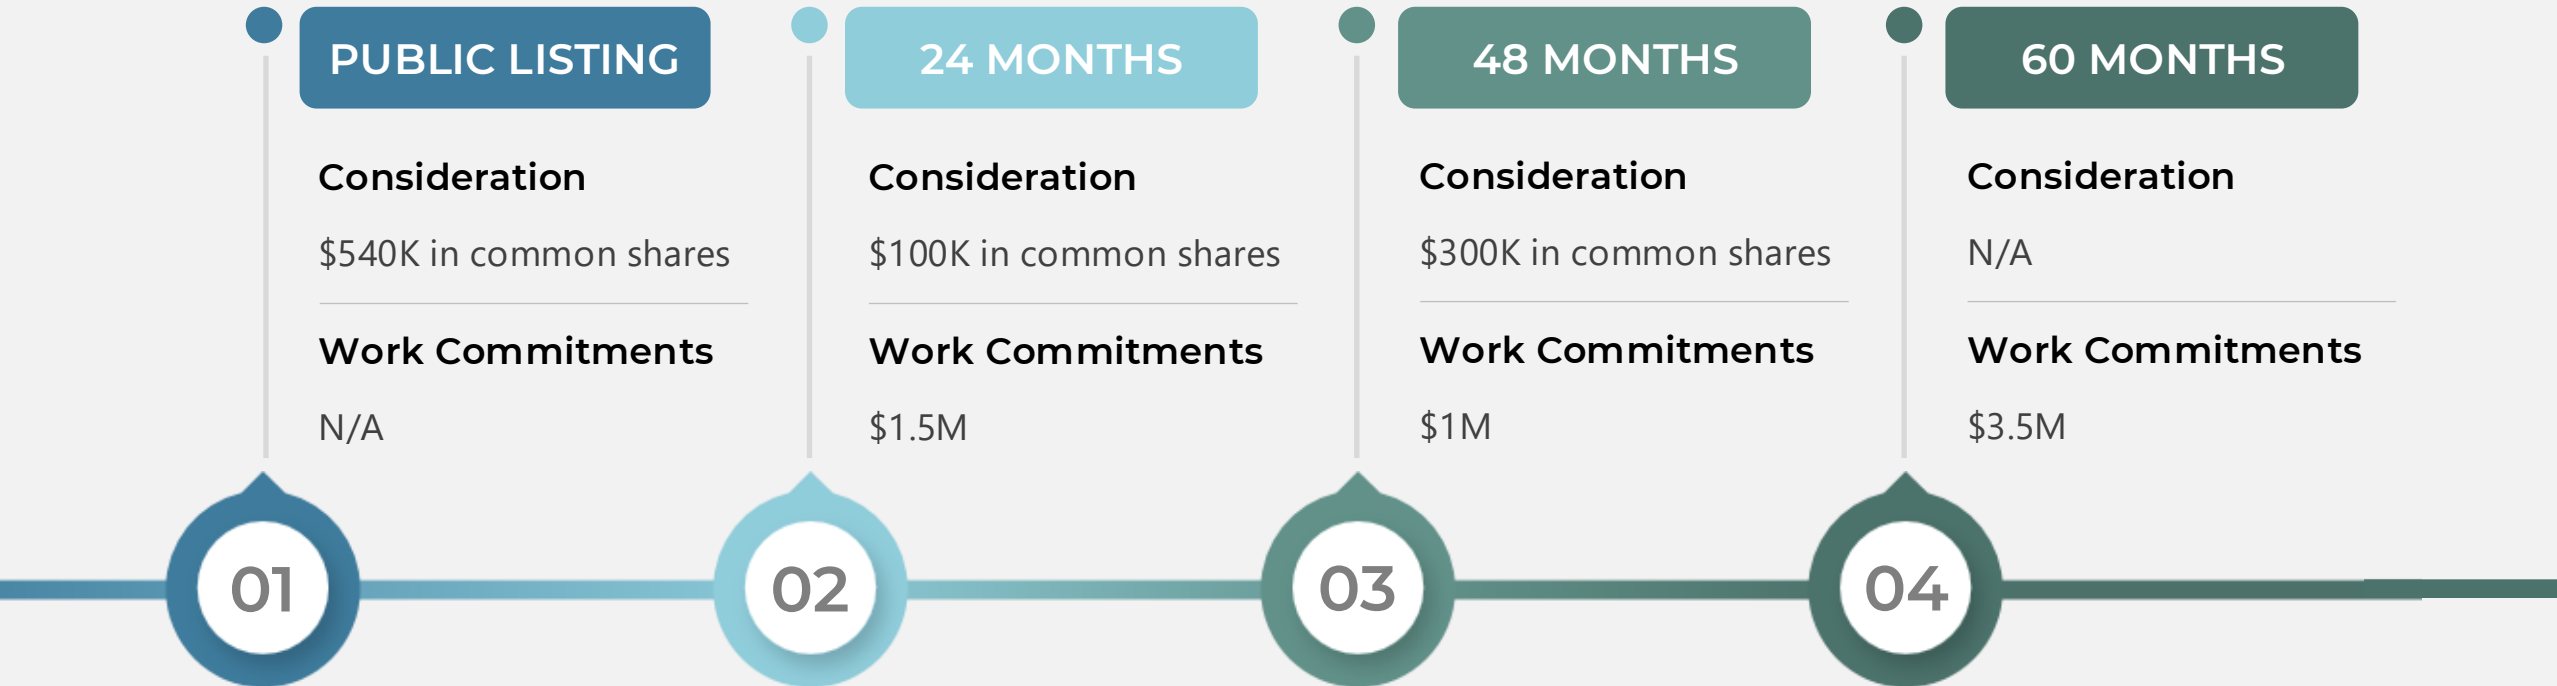 PUBLIC LISTING
Consideration
$540K in common shares
Work Commitments
N/A
01
24 MONTHS
Consideration
$100K in common shares
Work Commitments
$1.5M
02
48 MONTHS
Consideration
$300K in common shares
Work Commitments
$1M
03
60 MONTHS
Consideration
N/A
Work Commitments
$3.5M
04